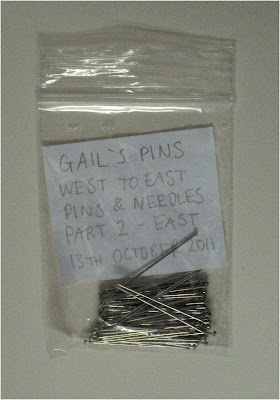 GAIL'S PINS
WEST TO EAST
PINS & NEEDLES
PART 2 - EAST
13TH OCTOBER 2011